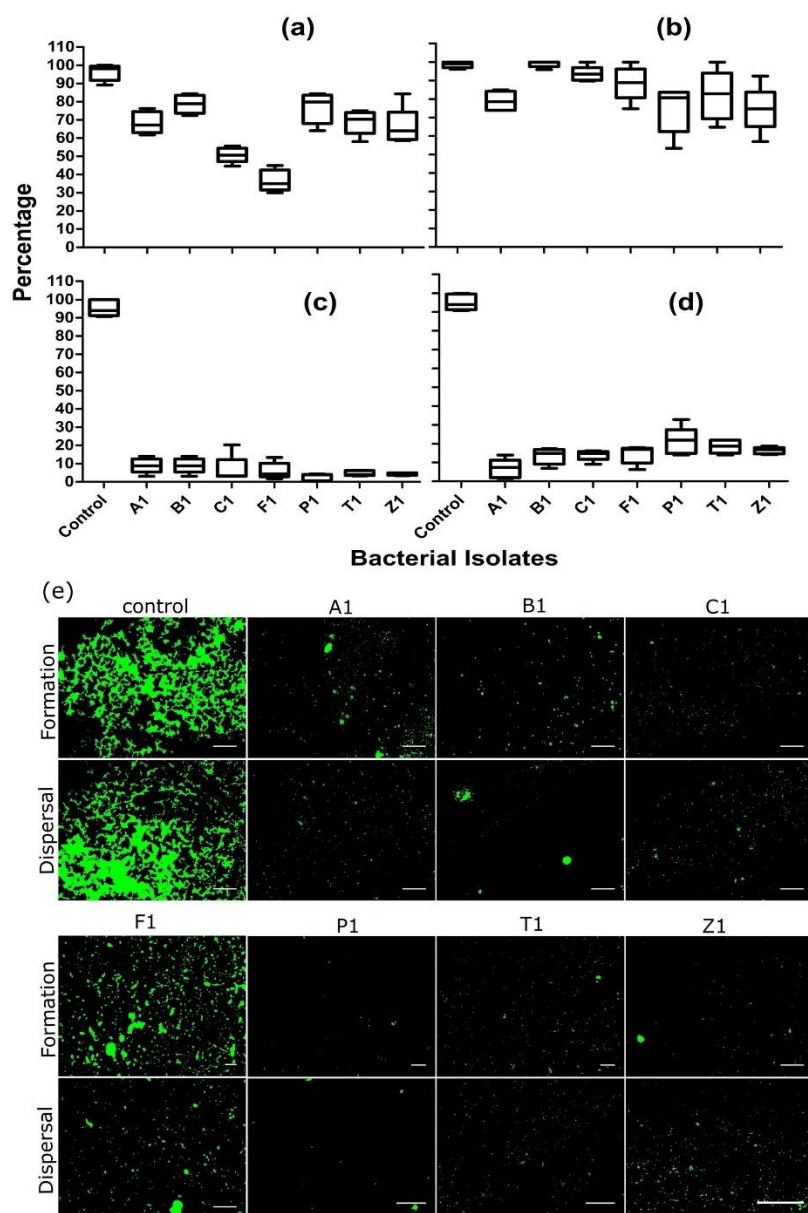 (a) (b)
110
100
90
80
70
60
50
40
30
20
10
0
Percentage
(c) (d)
110
100
90
80
70
60
50
40
30
20
10
0
Control A1 B1 C1 F1 P1 T1 Z1 Control A1 B1 C1 F1 P1 T1 Z1
Bacterial Isolates
(e)
control A1 B1 C1
Formation
Dispersal
F1 P1 T1 Z1
Formation
Dispersal